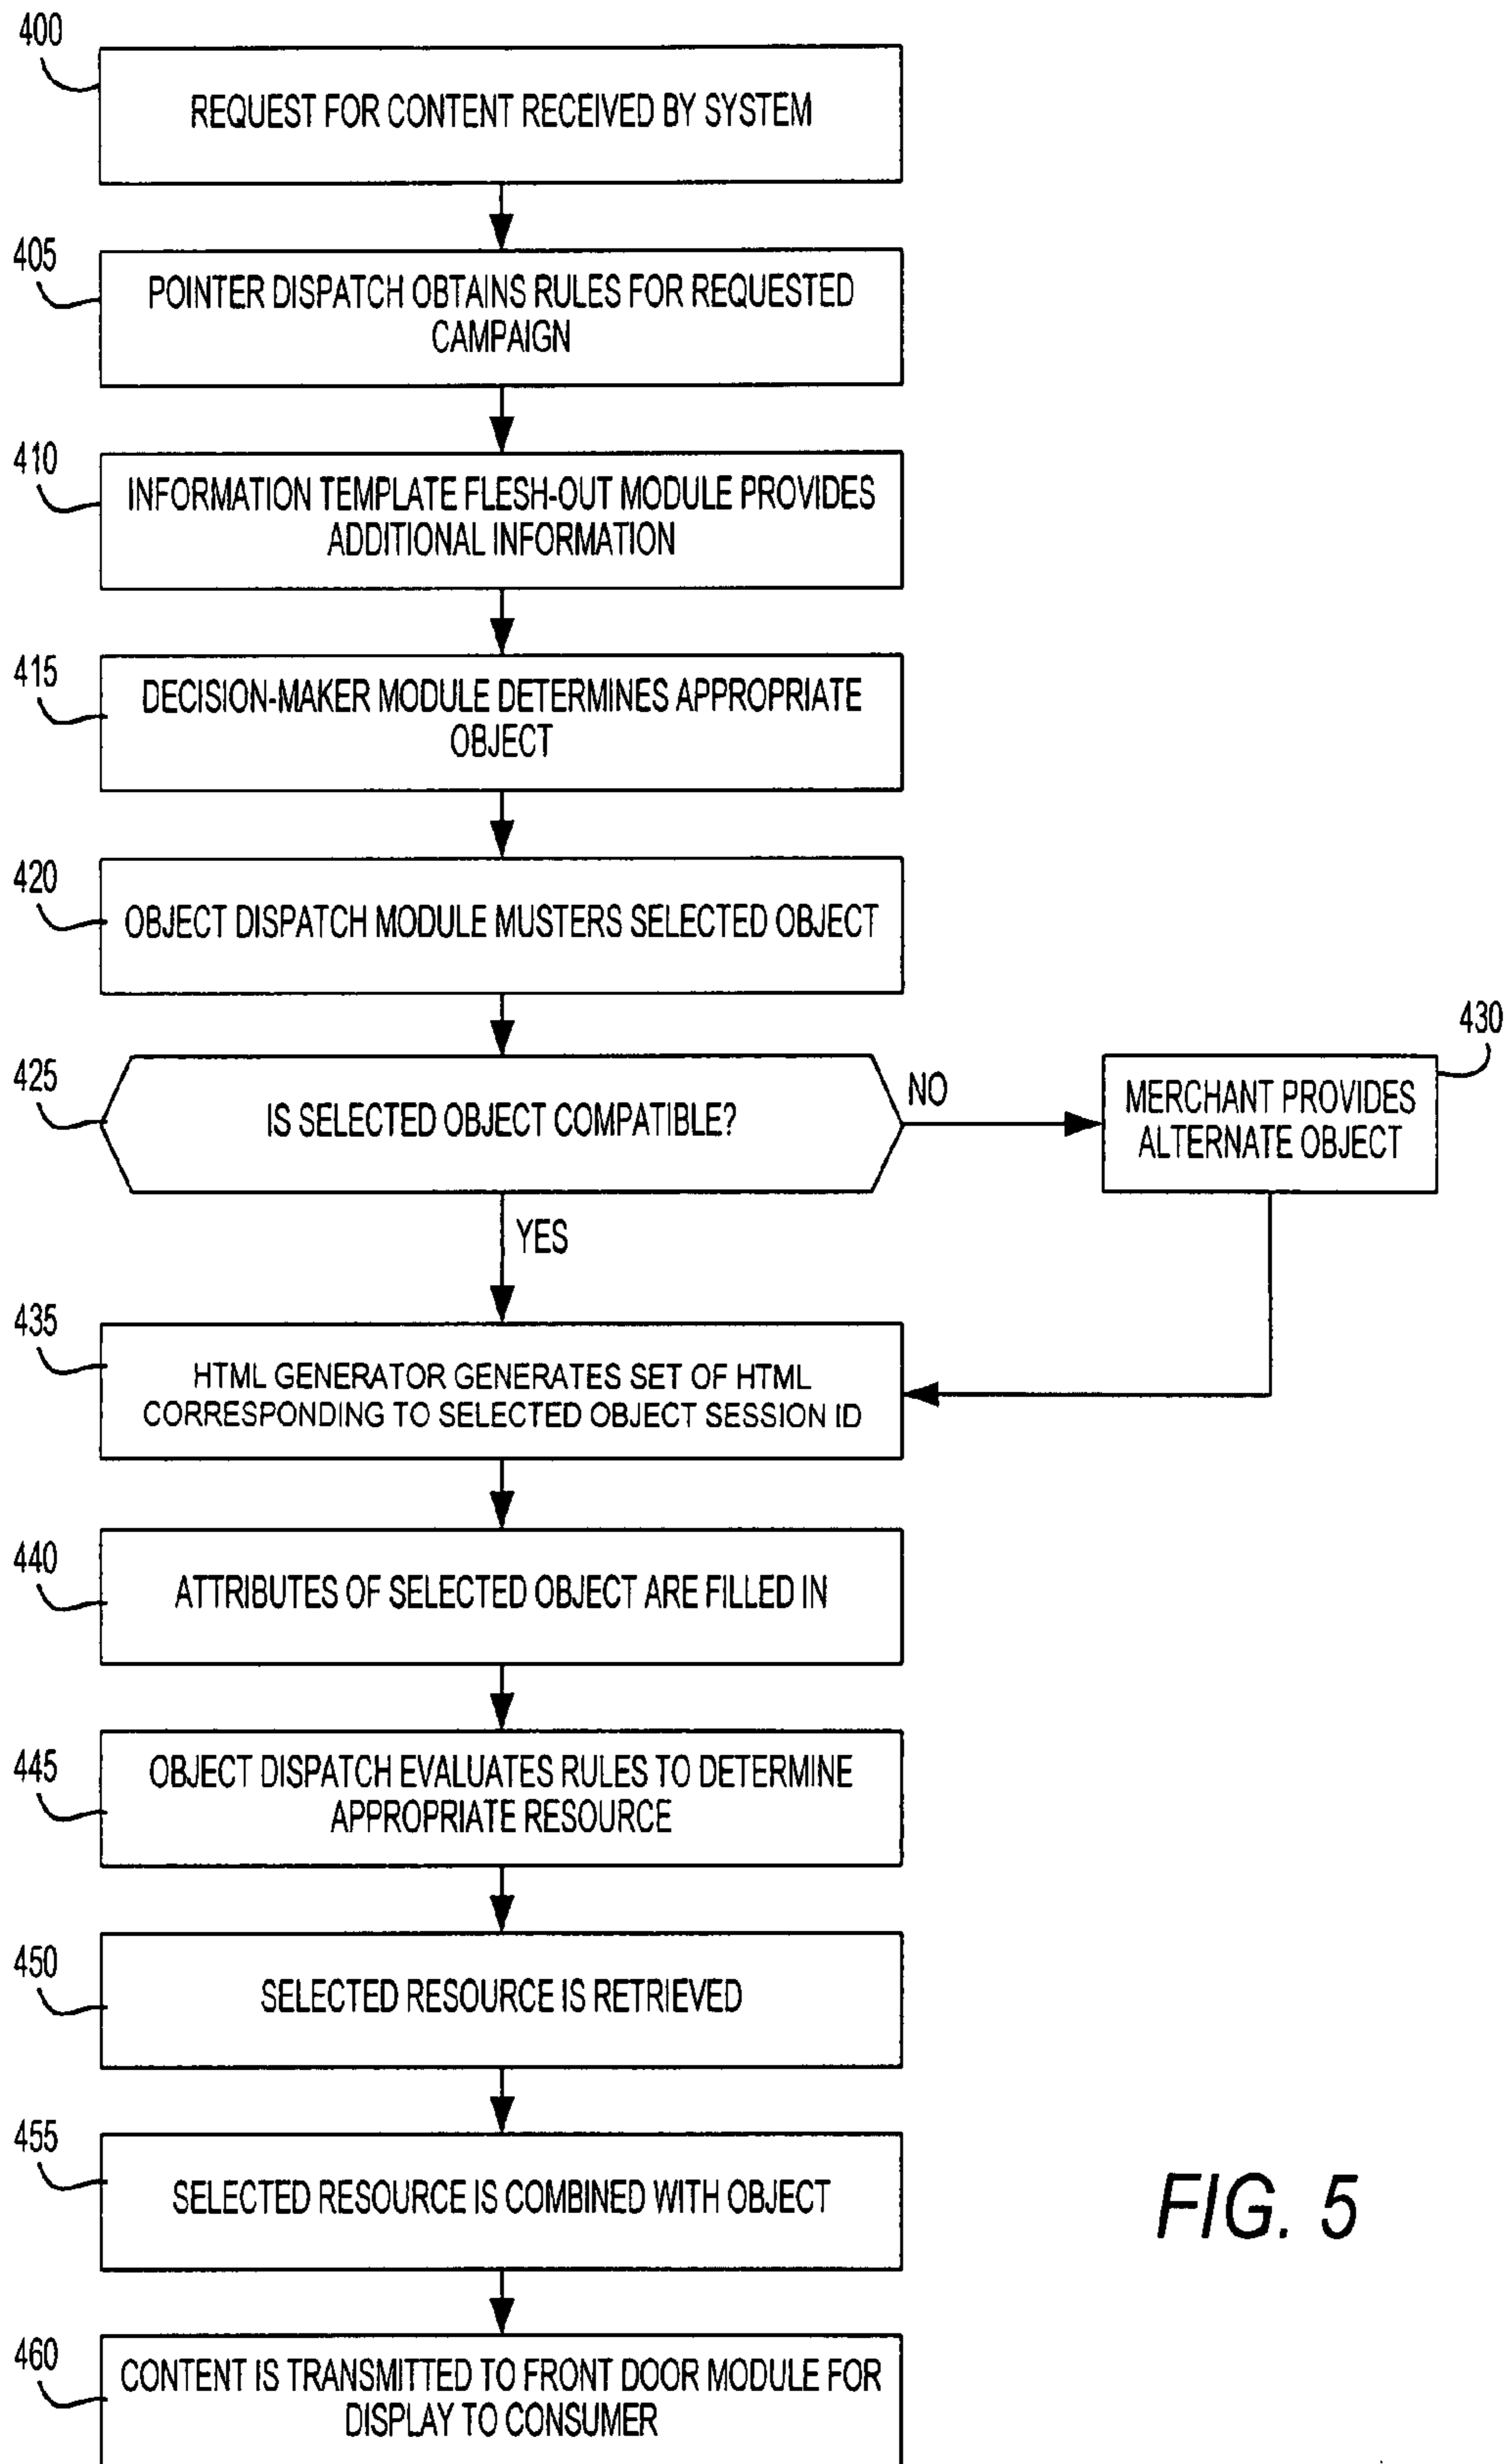 400
REQUEST FOR CONTENT RECEIVED BY SYSTEM
405
POINTER DISPATCH OBTAINS RULES FOR REQUESTED
CAMPAIGN
410
INFORMATION TEMPLATE FLESH-OUT MODULE PROVIDES
ADDITIONAL INFORMATION
415
DECISION-MAKER MODULE DETERMINES APPROPRIATE
OBJECT
420
OBJECT DISPATCH MODULE MUSTERS SELECTED OBJECT
425
IS SELECTED OBJECT COMPATIBLE?
NO
430
MERCHANT PROVIDES
ALTERNATE OBJECT
YES
435
HTML GENERATOR GENERATES SET OF HTML
CORRESPONDING TO SELECTED OBJECT SESSION ID
440
ATTRIBUTES OF SELECTED OBJECT ARE FILLED IN
445
OBJECT DISPATCH EVALUATES RULES TO DETERMINE
APPROPRIATE RESOURCE
450
SELECTED RESOURCE IS RETRIEVED
455
SELECTED RESOURCE IS COMBINED WITH OBJECT
FIG. 5
460
CONTENT IS TRANSMITTED TO FRONT DOOR MODULE FOR
DISPLAY TO CONSUMER